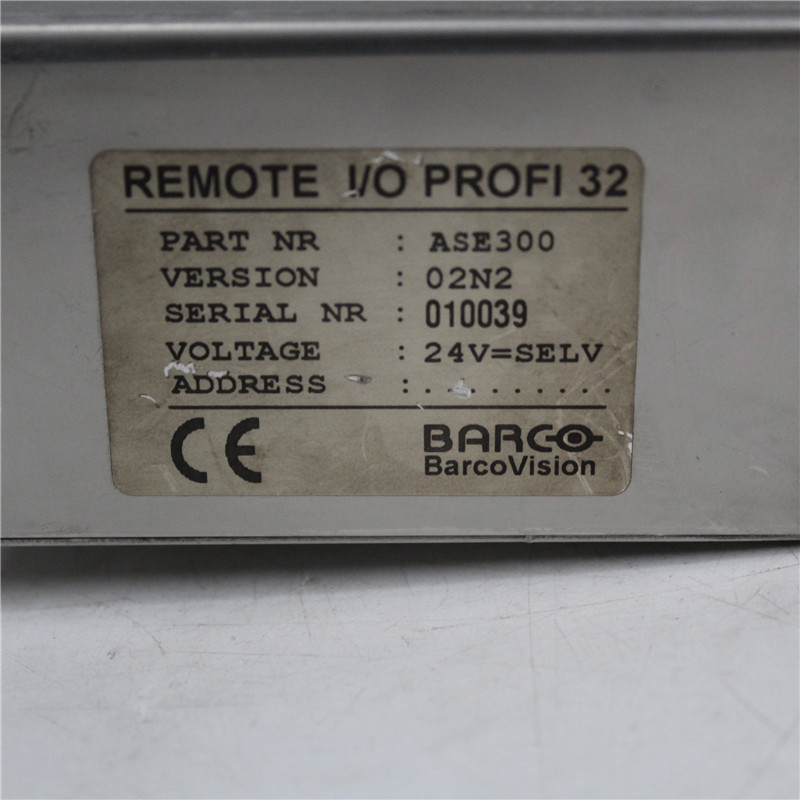 REMOTE I/O PROFI 32
PART NR : ASE300
VERSION : 02N2
SERIAL NR : 010039
VOLTAGE : 24V=SELV
ADDRESS :..........
CE BARCO
BarcoVision